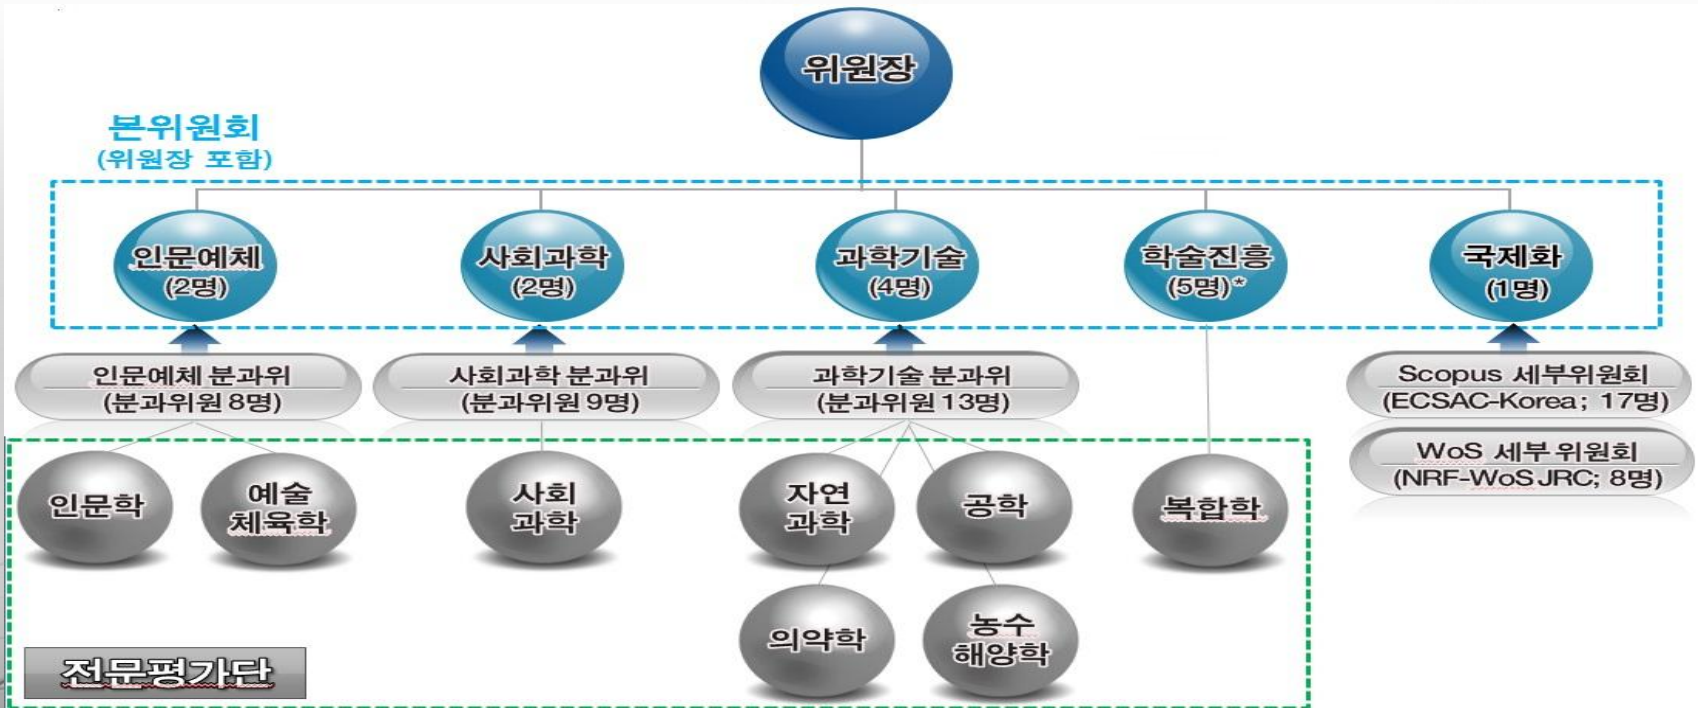 위원장
본위원회
(위원장 포함)
인문예체
(2명)
사회과학
(2명)
과학기술
(4명)
학술진흥
(5명)*
국제화
(1명)
인문예체 분과위
(분과위원 8명)
사회과학 분과위
(분과위원 9명)
과학기술 분과위
(분과위원 13명)
Scopus 세부위원회
(ECSAC-Korea; 17명)
WoS 세부 위원회
(NRF-WoS JRC; 8명)
인문학
예술
체육학
사회
과학
자연
과학
공학
복합학
의약학
농수
해양학
전문평가단